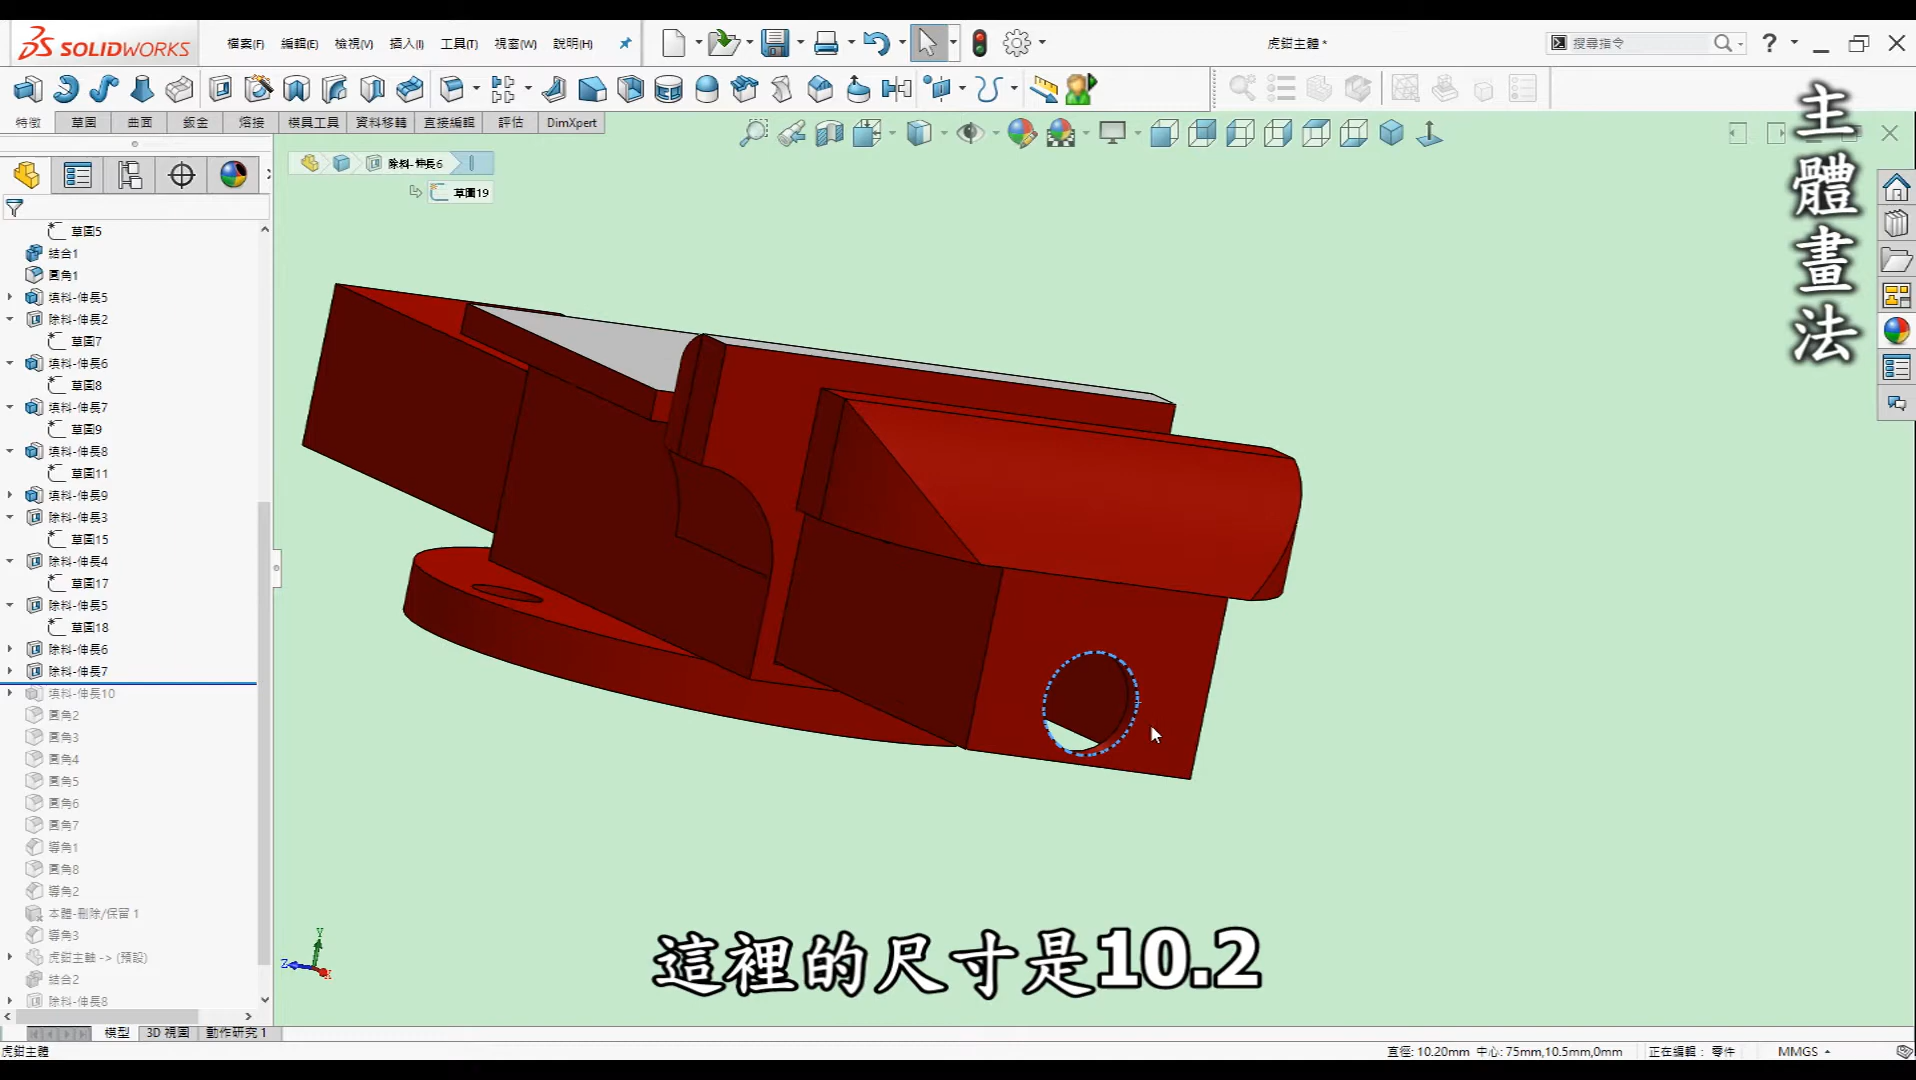 SOLIDWORKS
檔案(F) 編輯(E) 檢視(V) 插入(I) 工具(T) 視窗(W) 說明(H)
虎鉗主體 *
搜尋指令
特徵 草圖 曲面 鈑金 熔接 模具工具 資料移轉 直接編輯 評估 DimXpert
除料-伸長6
草圖19
主體畫法
草圖5
結合1
圓角1
填料-伸長5
除料-伸長2
草圖7
填料-伸長6
草圖8
填料-伸長7
草圖9
填料-伸長8
草圖11
填料-伸長9
除料-伸長3
草圖15
除料-伸長4
草圖17
除料-伸長5
草圖18
除料-伸長6
除料-伸長7
填料-伸長10
圓角2
圓角3
圓角4
圓角5
圓角6
圓角7
導角1
圓角8
導角2
本體-刪除/保留 1
導角3
虎鉗主軸 -> (預設)
結合2
除料-伸長8
Y
Z
X
這裡的尺寸是10.2
模型 3D 視圖 動作研究 1
虎鉗主體
直徑: 10.20mm 中心: 75mm,10.5mm,0mm 正在編輯： 零件 MMGS